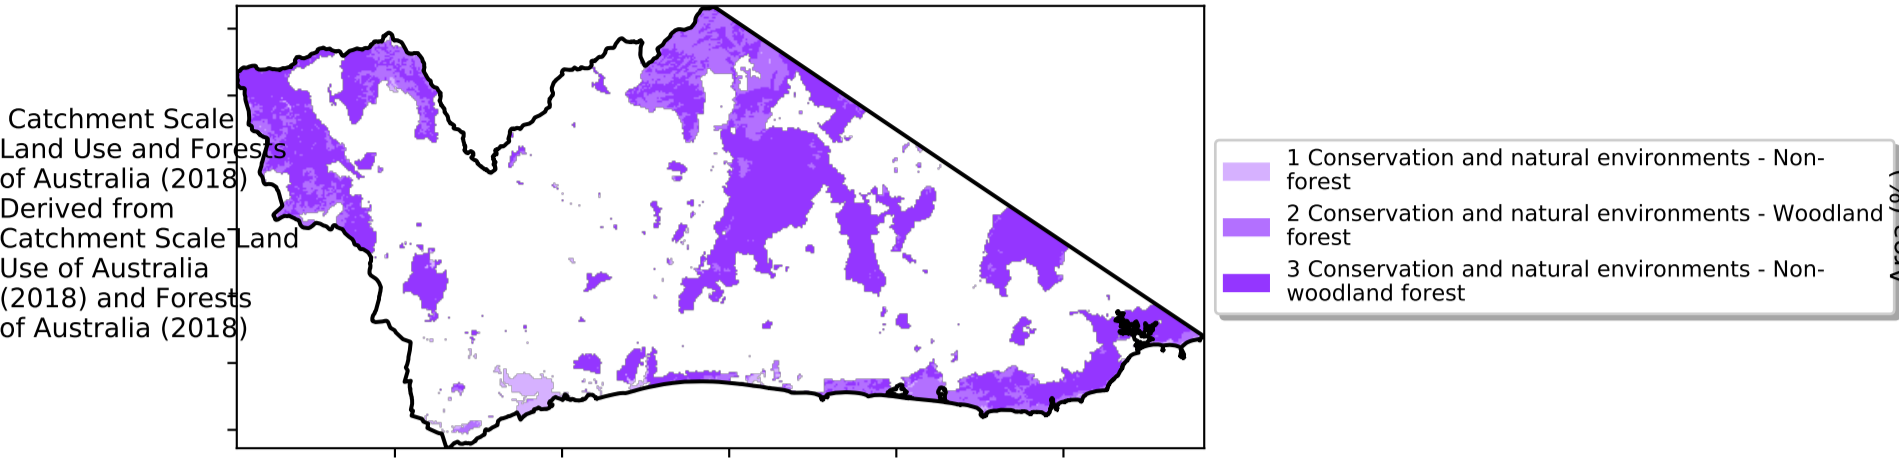 Catchment Scale
Land Use and Forests
of Australia (2018)
Derived from
Catchment Scale Land
Use of Australia
(2018) and Forests
of Australia (2018)
1 Conservation and natural environments - Non-
forest
2 Conservation and natural environments - Woodland
forest
3 Conservation and natural environments - Non-
woodland forest